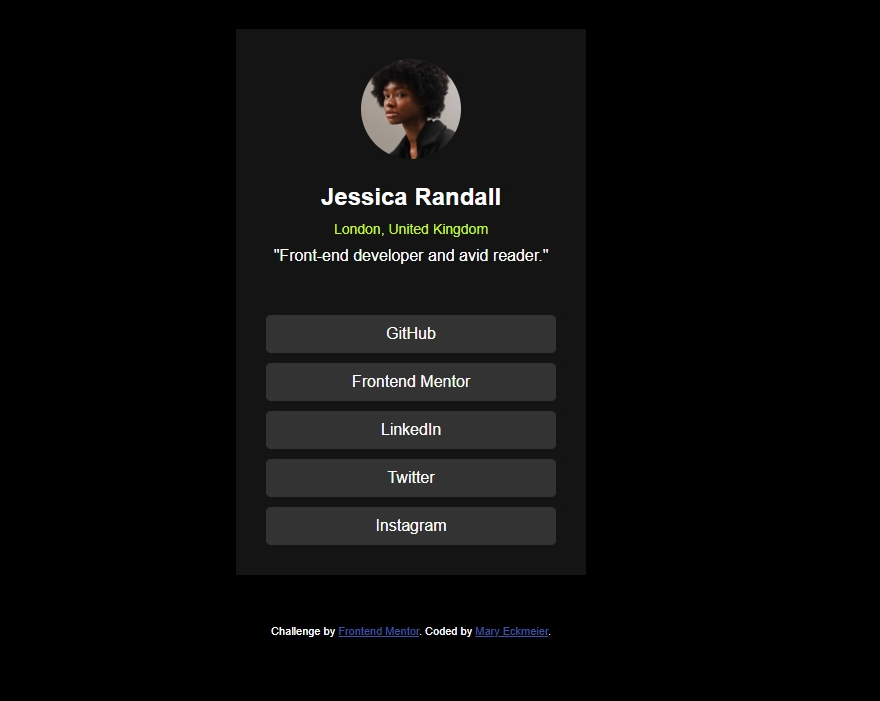 Jessica Randall
London, United Kingdom
"Front-end developer and avid reader."
GitHub
Frontend Mentor
LinkedIn
Twitter
Instagram
Challenge by Frontend Mentor. Coded by Mary Eckmeier.